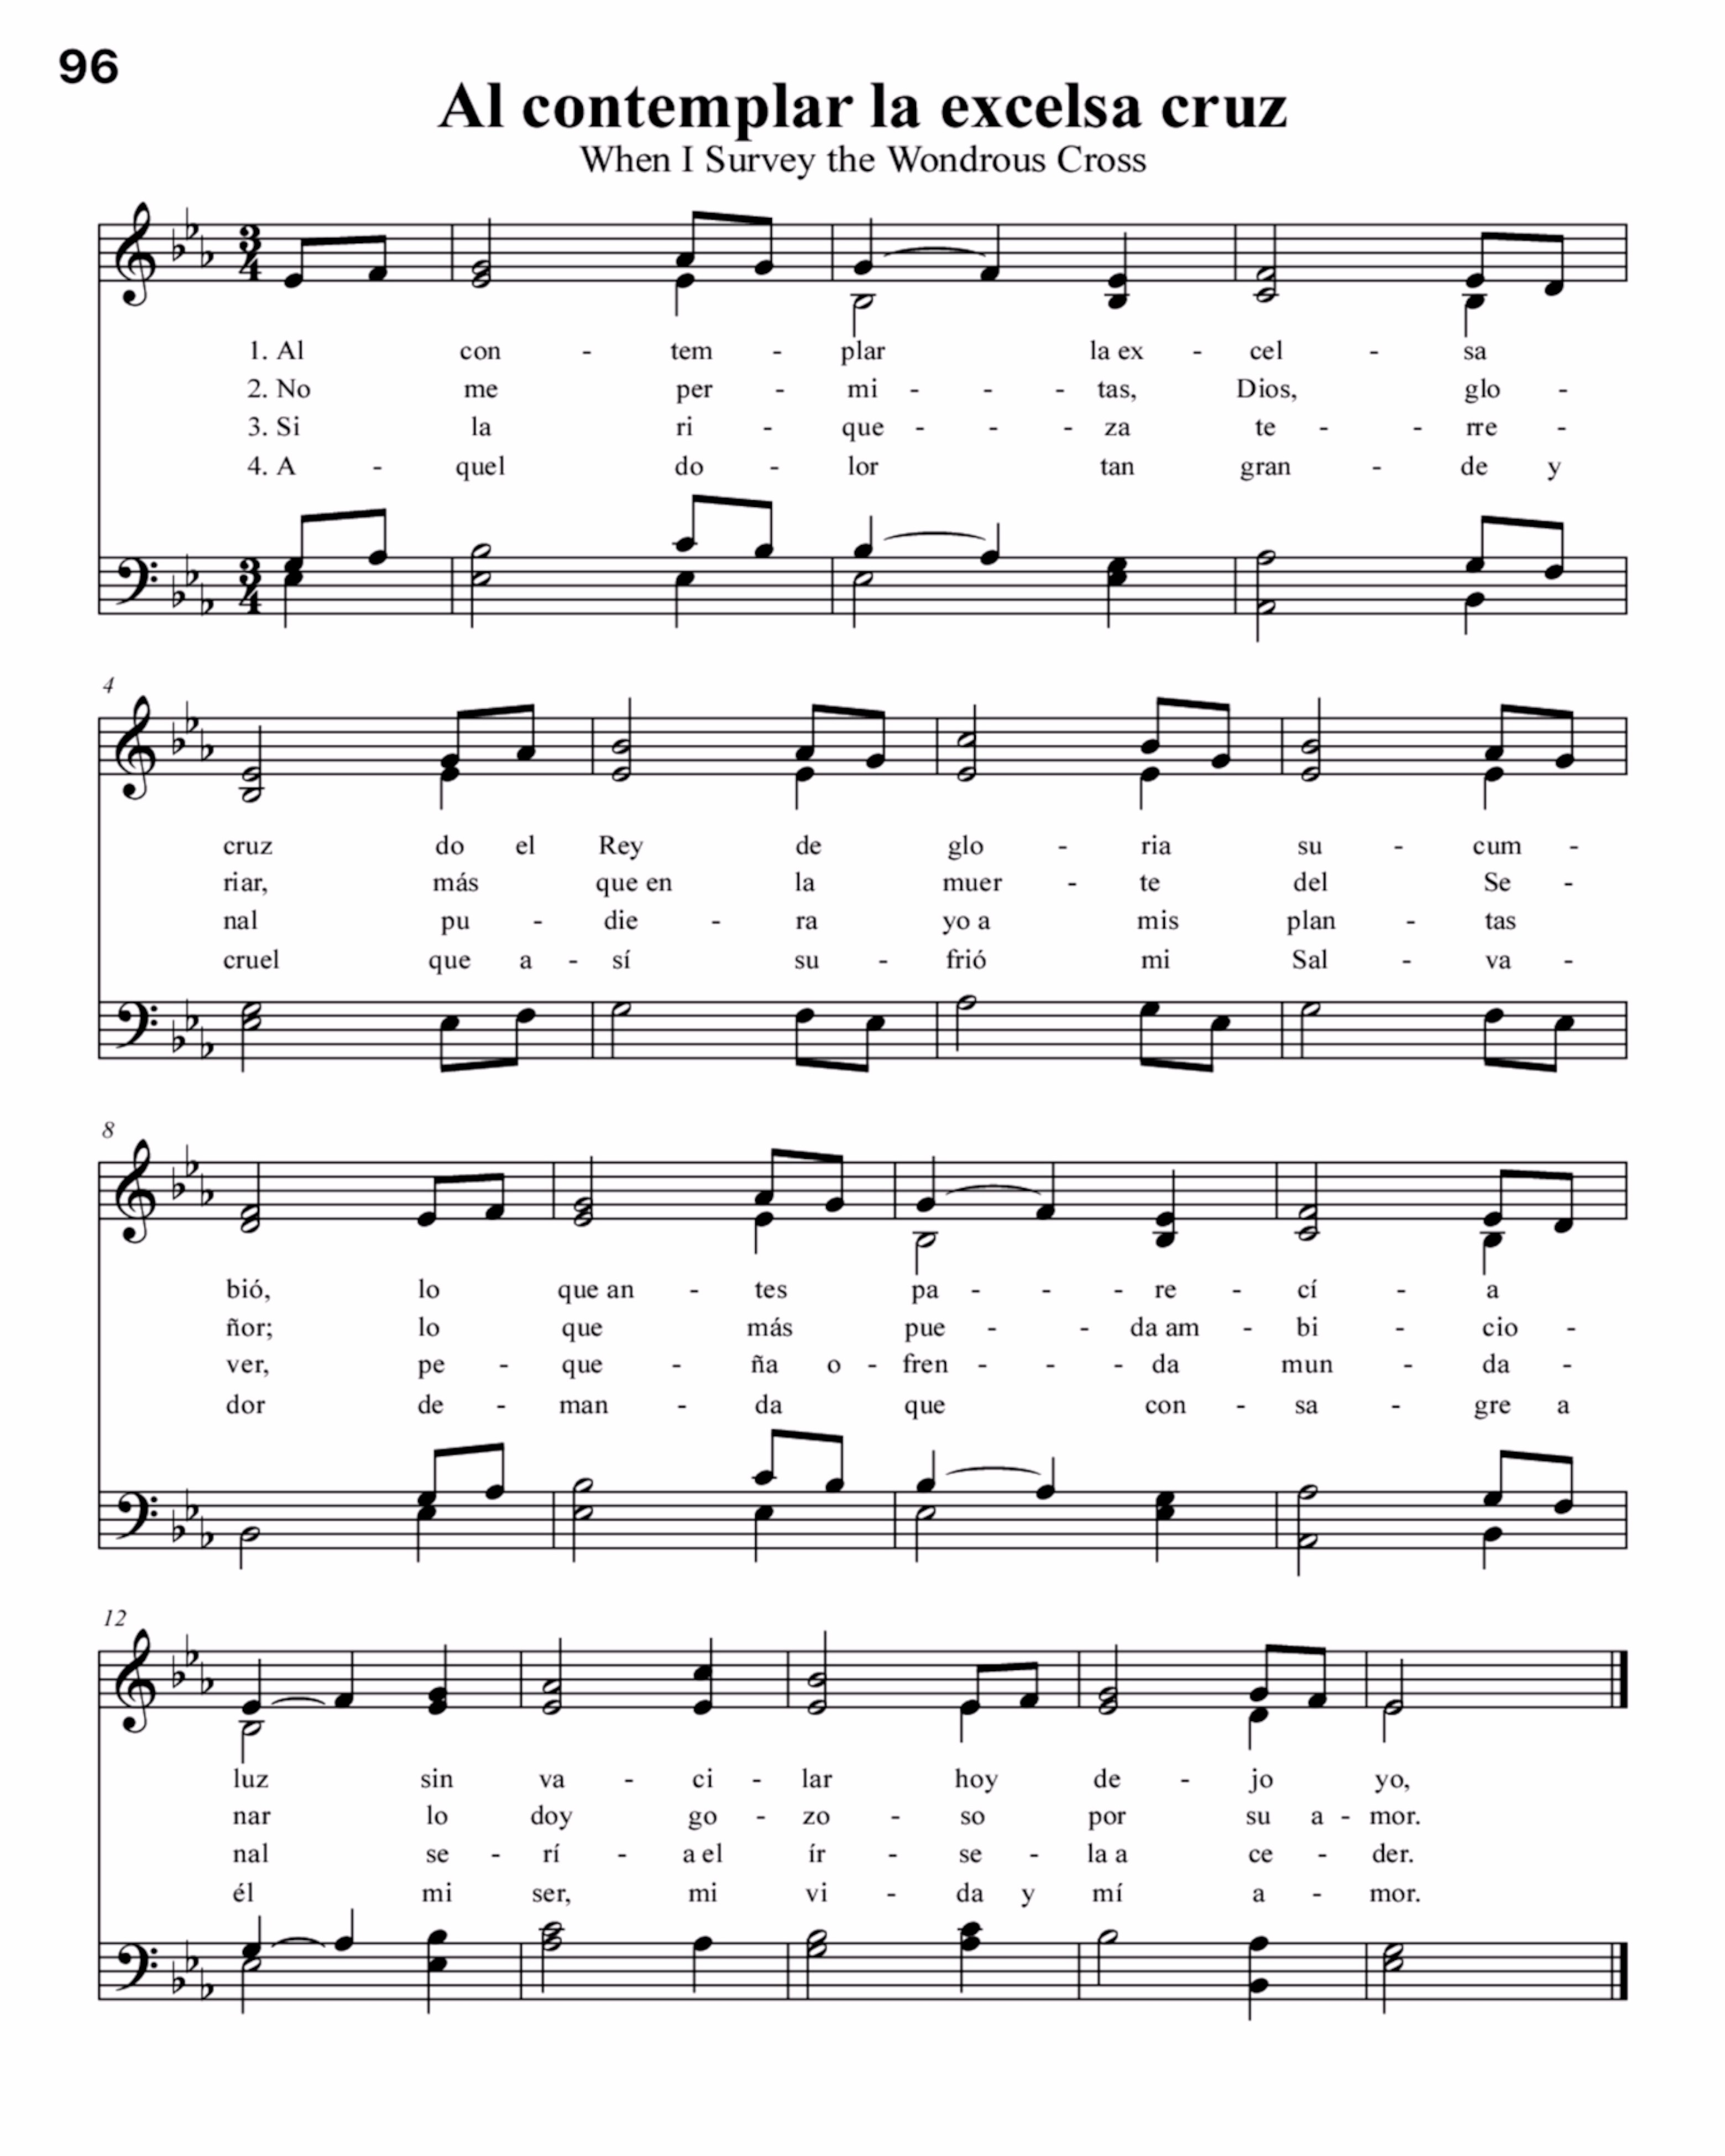 96
Al contemplar la excelsa cruz
When I Survey the Wondrous Cross
1. Al con - tem - plar la ex - cel - sa
2. No me per - mi - - - tas, Dios, glo -
3. Si la ri - que - - - za te - - rre -
4. A - quel do - lor tan gran - de y
4
cruz do el Rey de glo - ria su - cum -
riar, más que en la muer - te del Se -
nal pu - die - ra yo a mis plan - tas
cruel que a - sí su - frió mi Sal - va -
8
bió, lo que an - tes pa - - - re - cí - a
ñor; lo que más pue - - da am - bi - cio -
ver, pe - que - ña o - fren - - - da mun - da -
dor de - man - da que con - sa - gre a
12
luz sin va - ci - lar hoy de - jo yo,
nar lo doy go - zo - so por su a - mor.
nal se - rí - a el ír - se - la a ce - der.
él mi ser, mi vi - da y mí a - mor.